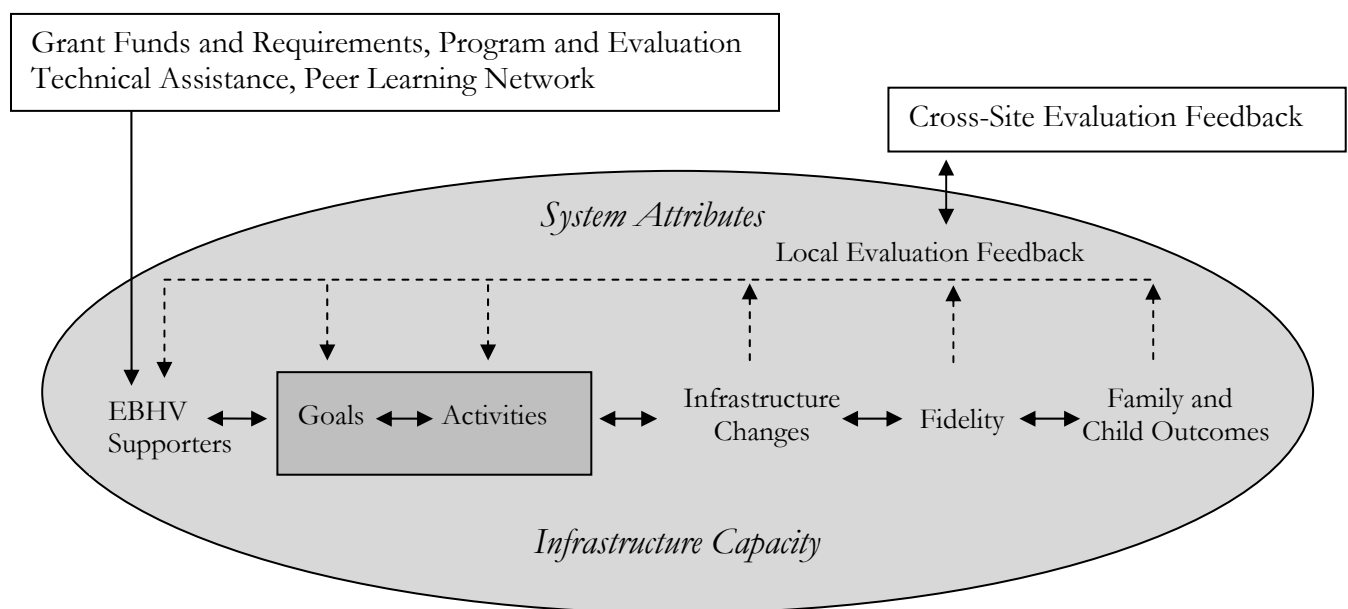 Grant Funds and Requirements, Program and Evaluation
Technical Assistance, Peer Learning Network
Cross-Site Evaluation Feedback
System Attributes
Local Evaluation Feedback
EBHV
Supporters
Goals
Activities
Infrastructure
Changes
Fidelity
Family and
Child Outcomes
Infrastructure Capacity